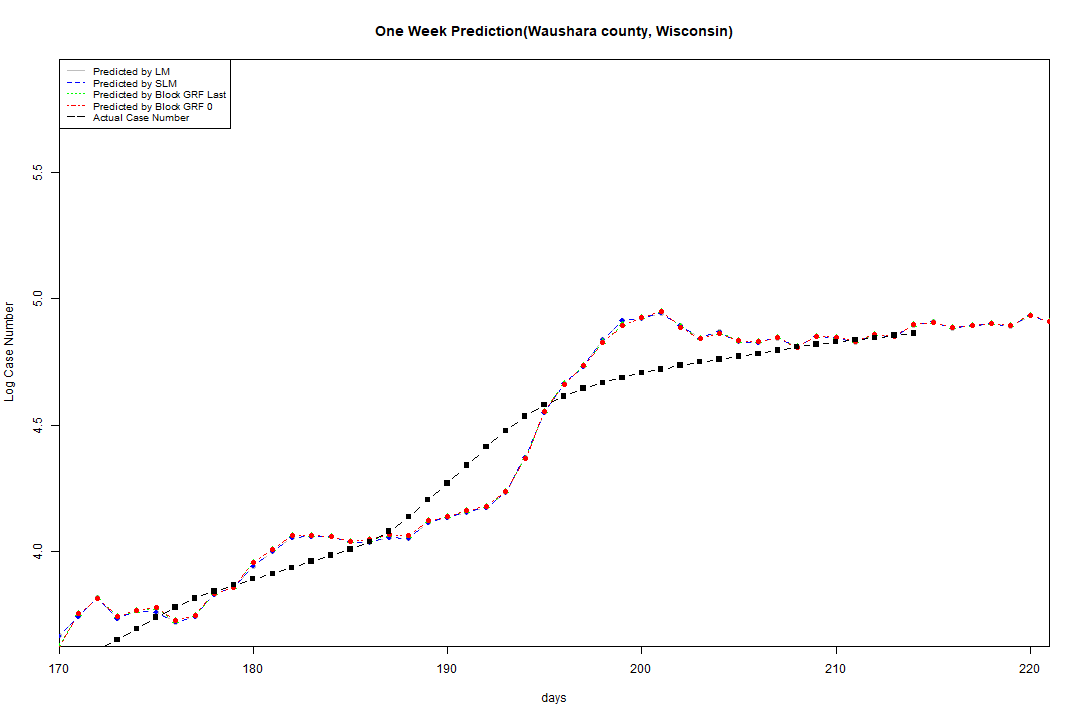 One Week Prediction(Waushara county, Wisconsin)
Predicted by LM
Predicted by SLM
Predicted by Block GRF Last
Predicted by Block GRF 0
Actual Case Number
5.5
5.0
4.5
4.0
Log Case Number
170 180 190 200 210 220
days